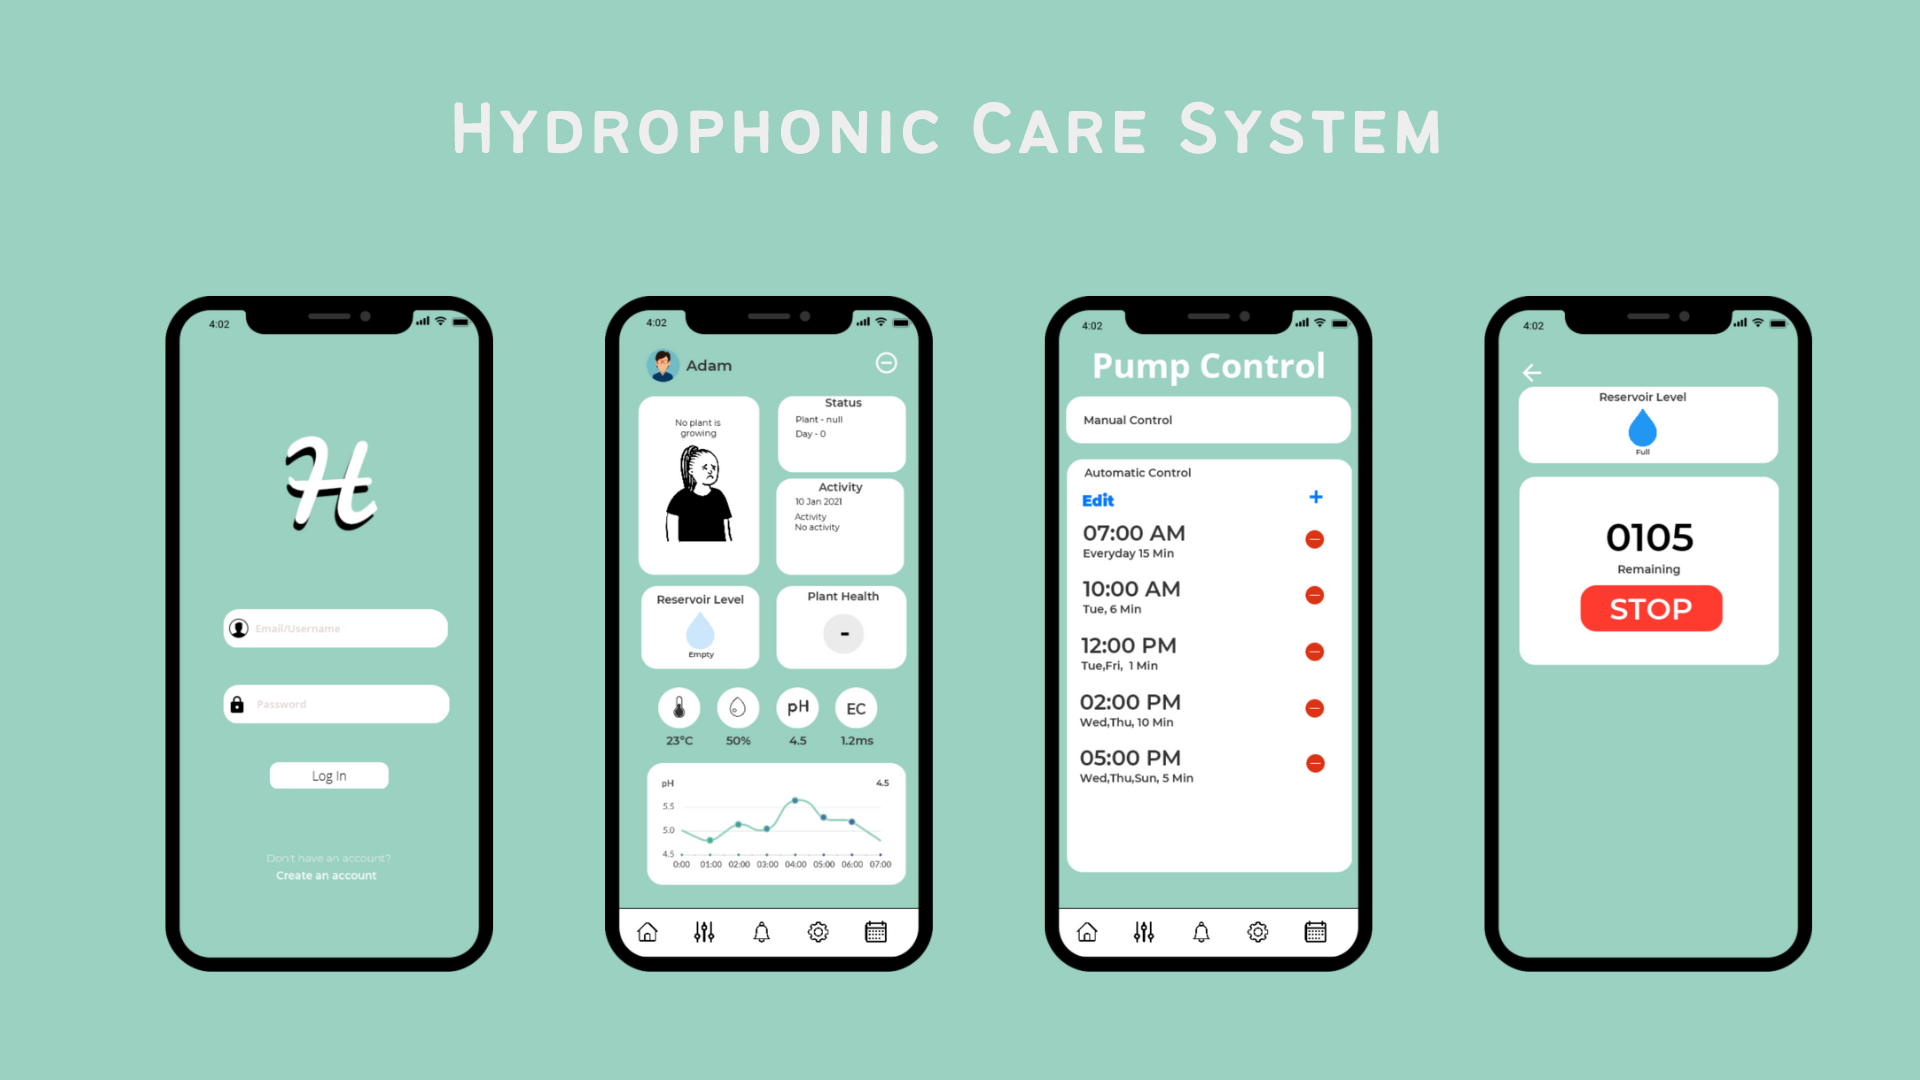 HYDROPHONIC CARE SYSTEM
4:02
H
Email/Username
Password
Log In
Don't have an account?
Create an account
4:02
Adam
No plant is
growing
Status
Plant - null
Day - 0
Activity
10 Jan 2021
Activity
No activity
Reservoir Level
Empty
Plant Health
-
pH
EC
23°C
50%
4.5
1.2ms
pH
4.5
5.5
5.0
4.5
0:00 01:00 02:00 03:00 04:00 05:00 06:00 07:00
4:02
Pump Control
Manual Control
Automatic Control
Edit
+
07:00 AM
Everyday 15 Min
10:00 AM
Tue, 6 Min
12:00 PM
Tue,Fri, 1 Min
02:00 PM
Wed,Thu, 10 Min
05:00 PM
Wed,Thu,Sun, 5 Min
4:02
Reservoir Level
Full
0105
Remaining
STOP